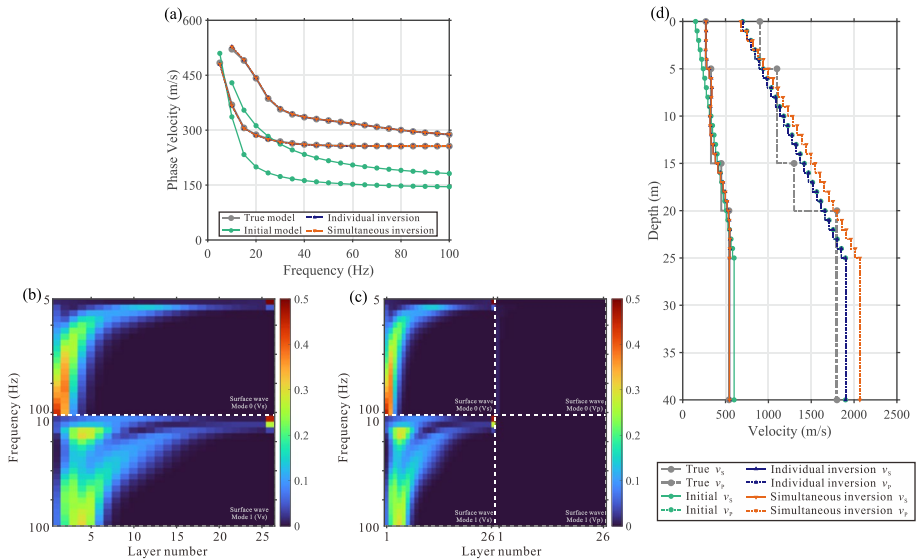 (a)
600
450
300
150
0
Phase Velocity (m/s)
True model
Initial model
Individual inversion
Simultaneous inversion
0 20 40 60 80 100
Frequency (Hz)
(b)
5
100
10
100
Frequency (Hz)
Surface wave
Mode 0 (Vs)
Surface wave
Mode 1 (Vs)
5 10 15 20 25
Layer number
0.5
0.4
0.3
0.2
0.1
0
(c)
5
100
10
100
Frequency (Hz)
Surface wave
Mode 0 (Vs)
Surface wave
Mode 0 (Vp)
Surface wave
Mode 1 (Vs)
Surface wave
Mode 1 (Vp)
1 26 1 26
Layer number
0.5
0.4
0.3
0.2
0.1
0
(d)
0
5
10
15
20
25
30
35
40
Depth (m)
0 500 1000 1500 2000 2500
Velocity (m/s)
True vS
True vP
Initial vS
Initial vP
Individual inversion vS
Individual inversion vP
Simultaneous inversion vS
Simultaneous inversion vP